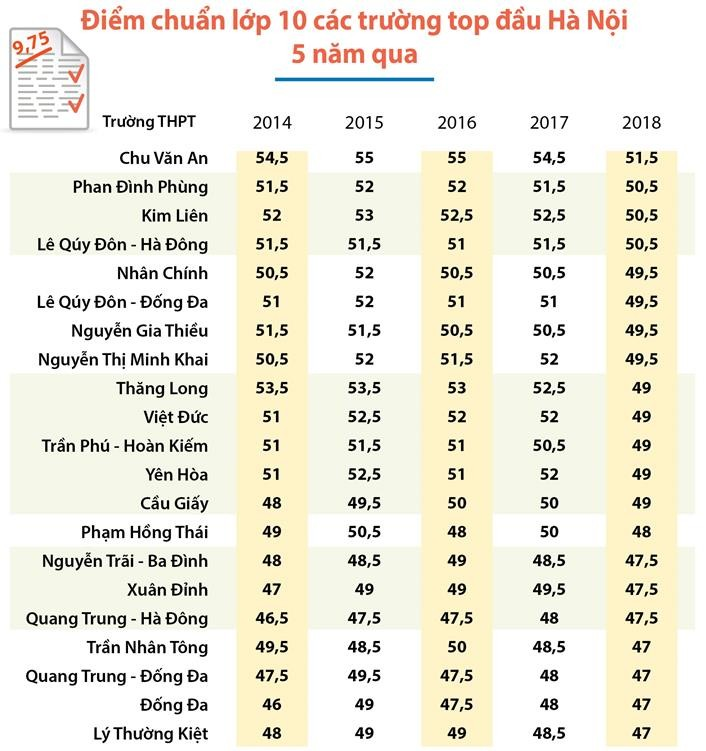 Điểm chuẩn lớp 10 các trường top đầu Hà Nội
5 năm qua
9,75
Trường THPT 2014 2015 2016 2017 2018
Chu Văn An 54,5 55 55 54,5 51,5
Phan Đình Phùng 51,5 52 52 51,5 50,5
Kim Liên 52 53 52,5 52,5 50,5
Lê Qúy Đôn - Hà Đông 51,5 51,5 51 51,5 50,5
Nhân Chính 50,5 52 50,5 50,5 49,5
Lê Qúy Đôn - Đống Đa 51 52 51 51 49,5
Nguyễn Gia Thiều 51,5 51,5 50,5 50,5 49,5
Nguyễn Thị Minh Khai 50,5 52 51,5 52 49,5
Thăng Long 53,5 53,5 53 52,5 49
Việt Đức 51 52,5 52 52 49
Trần Phú - Hoàn Kiếm 51 51,5 51 50,5 49
Yên Hòa 51 52,5 51 52 49
Cầu Giấy 48 49,5 50 50 49
Phạm Hồng Thái 49 50,5 48 50 48
Nguyễn Trãi - Ba Đình 48 48,5 49 48,5 47,5
Xuân Đỉnh 47 49 49 49,5 47,5
Quang Trung - Hà Đông 46,5 47,5 47,5 48 47,5
Trần Nhân Tông 49,5 48,5 50 48,5 47
Quang Trung - Đống Đa 47,5 49,5 47,5 48 47
Đống Đa 46 49 47,5 48 47
Lý Thường Kiệt 48 49 49 48,5 47